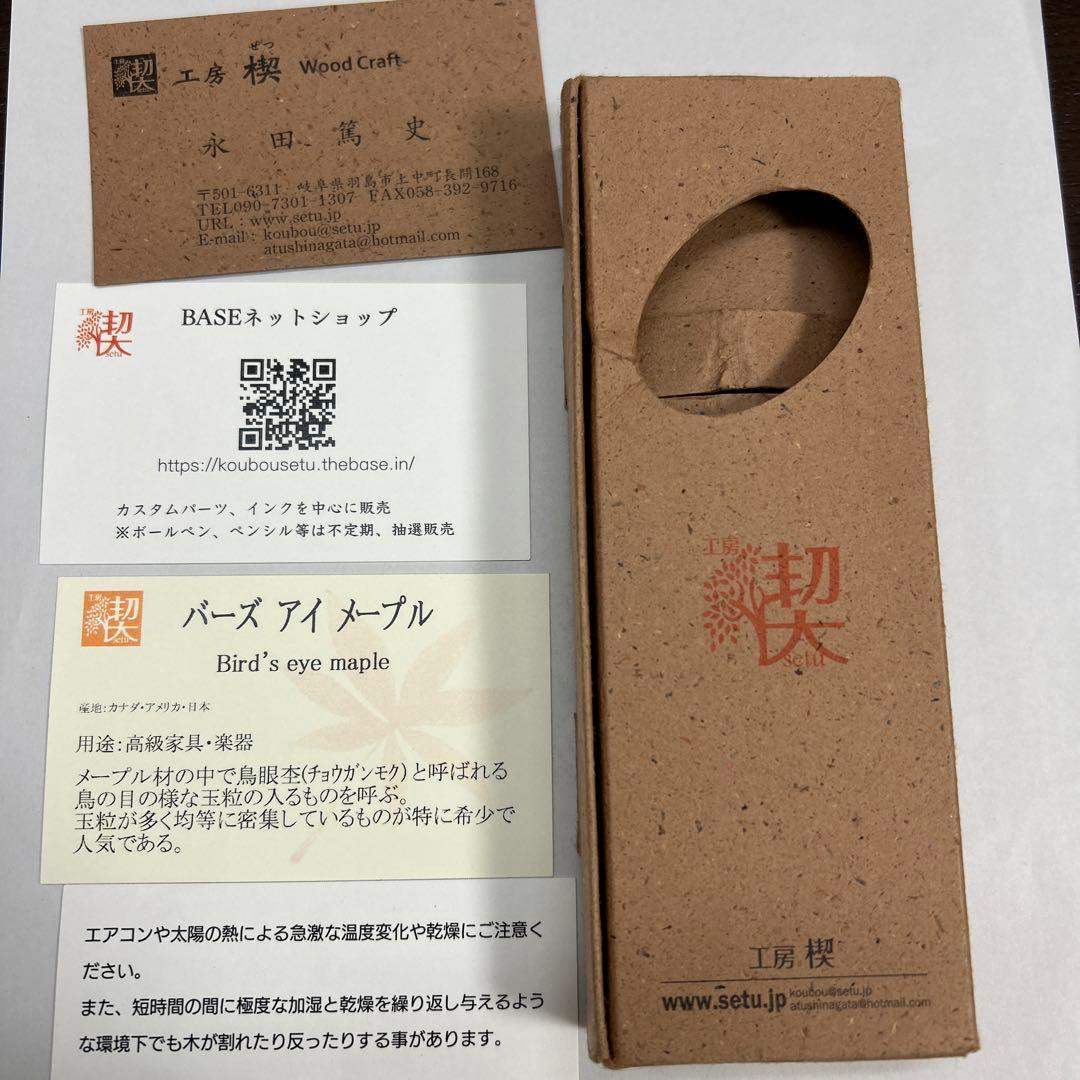 ぜつ
工房 楔 Wood Craft
永田 篤 史
〒501-6311 岐阜県羽島市上中町長間168
TEL090-7301-1307 FAX058-392-9716
URL：www.setu.jp
E-mail：koubou@setu.jp
atushinagata@hotmail.com
工房
楔
setu
BASEネットショップ
https://koubousetu.thebase.in/
カスタムパーツ、インクを中心に販売
※ボールペン、ペンシル等は不定期、抽選販売
工房
楔
setu
バーズ アイ メープル
Bird's eye maple
産地:カナダ・アメリカ・日本
用途:高級家具・楽器
メープル材の中で鳥眼杢(チョウガンモク)と呼ばれる
鳥の目の様な玉粒の入るものを呼ぶ。
玉粒が多く均等に密集しているものが特に希少で
人気である。
エアコンや太陽の熱による急激な温度変化や乾燥にご注意く
ださい。
また、短時間の間に極度な加湿と乾燥を繰り返し与えるよう
な環境下でも木が割れたり反ったりする事があります。
工房
楔
setu
工房 楔
www.setu.jp koubou@setu.jp
atushinagata@hotmail.com